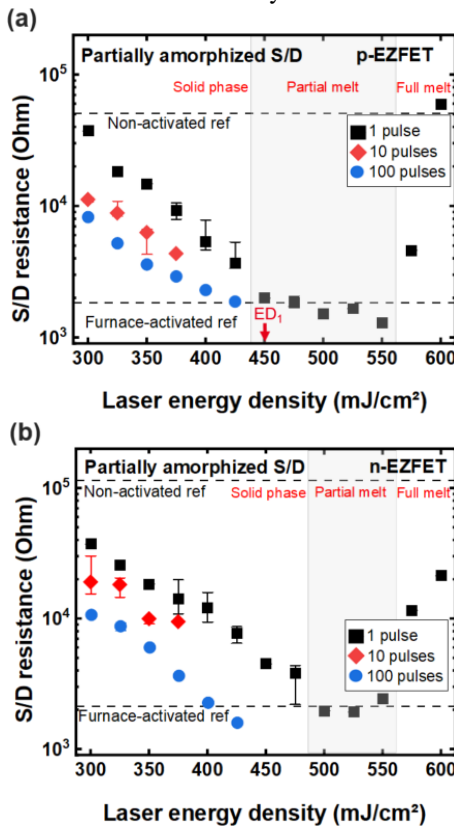 (a)
Partially amorphized S/D p-EZFET
Solid phase Partial melt Full melt
10⁵
Non-activated ref
1 pulse
10 pulses
100 pulses
10⁴
S/D resistance (Ohm)
ED₁
Furnace-activated ref
10³
300 350 400 450 500 550 600
Laser energy density (mJ/cm²)
(b)
Partially amorphized S/D n-EZFET
10⁵
Non-activated ref
Solid phase Partial melt Full melt
S/D resistance (Ohm)
10⁴
1 pulse
10 pulses
100 pulses
Furnace-activated ref
10³
300 350 400 450 500 550 600
Laser energy density (mJ/cm²)